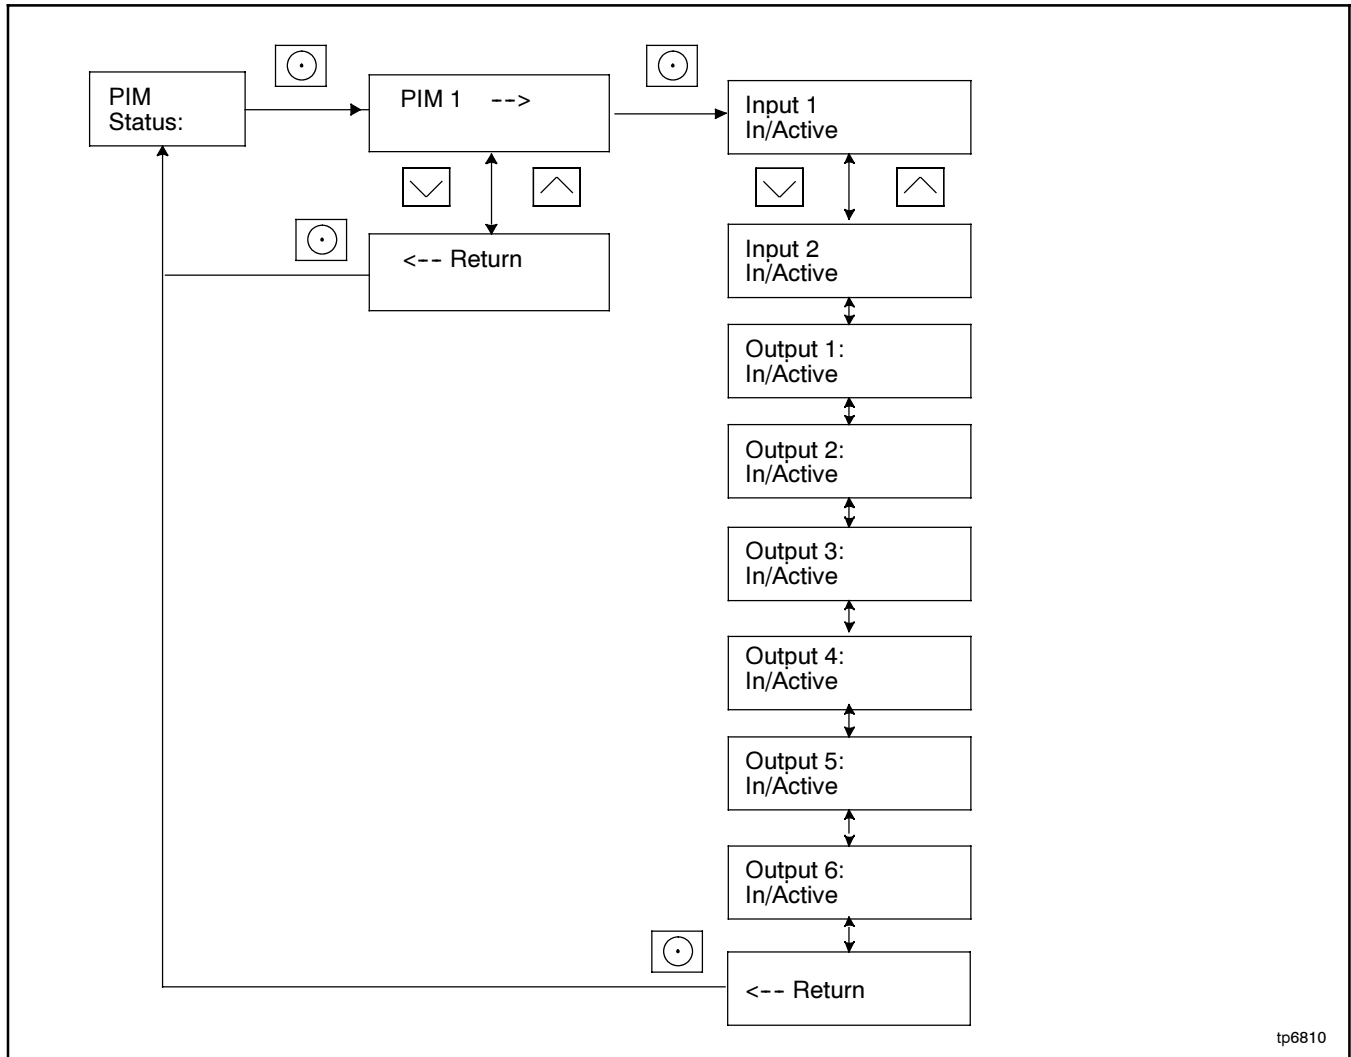 PIM
Status:
PIM 1 -->
<-- Return
Input 1
In/Active
Input 2
In/Active
Output 1:
In/Active
Output 2:
In/Active
Output 3:
In/Active
Output 4:
In/Active
Output 5:
In/Active
Output 6:
In/Active
<-- Return
tp6810